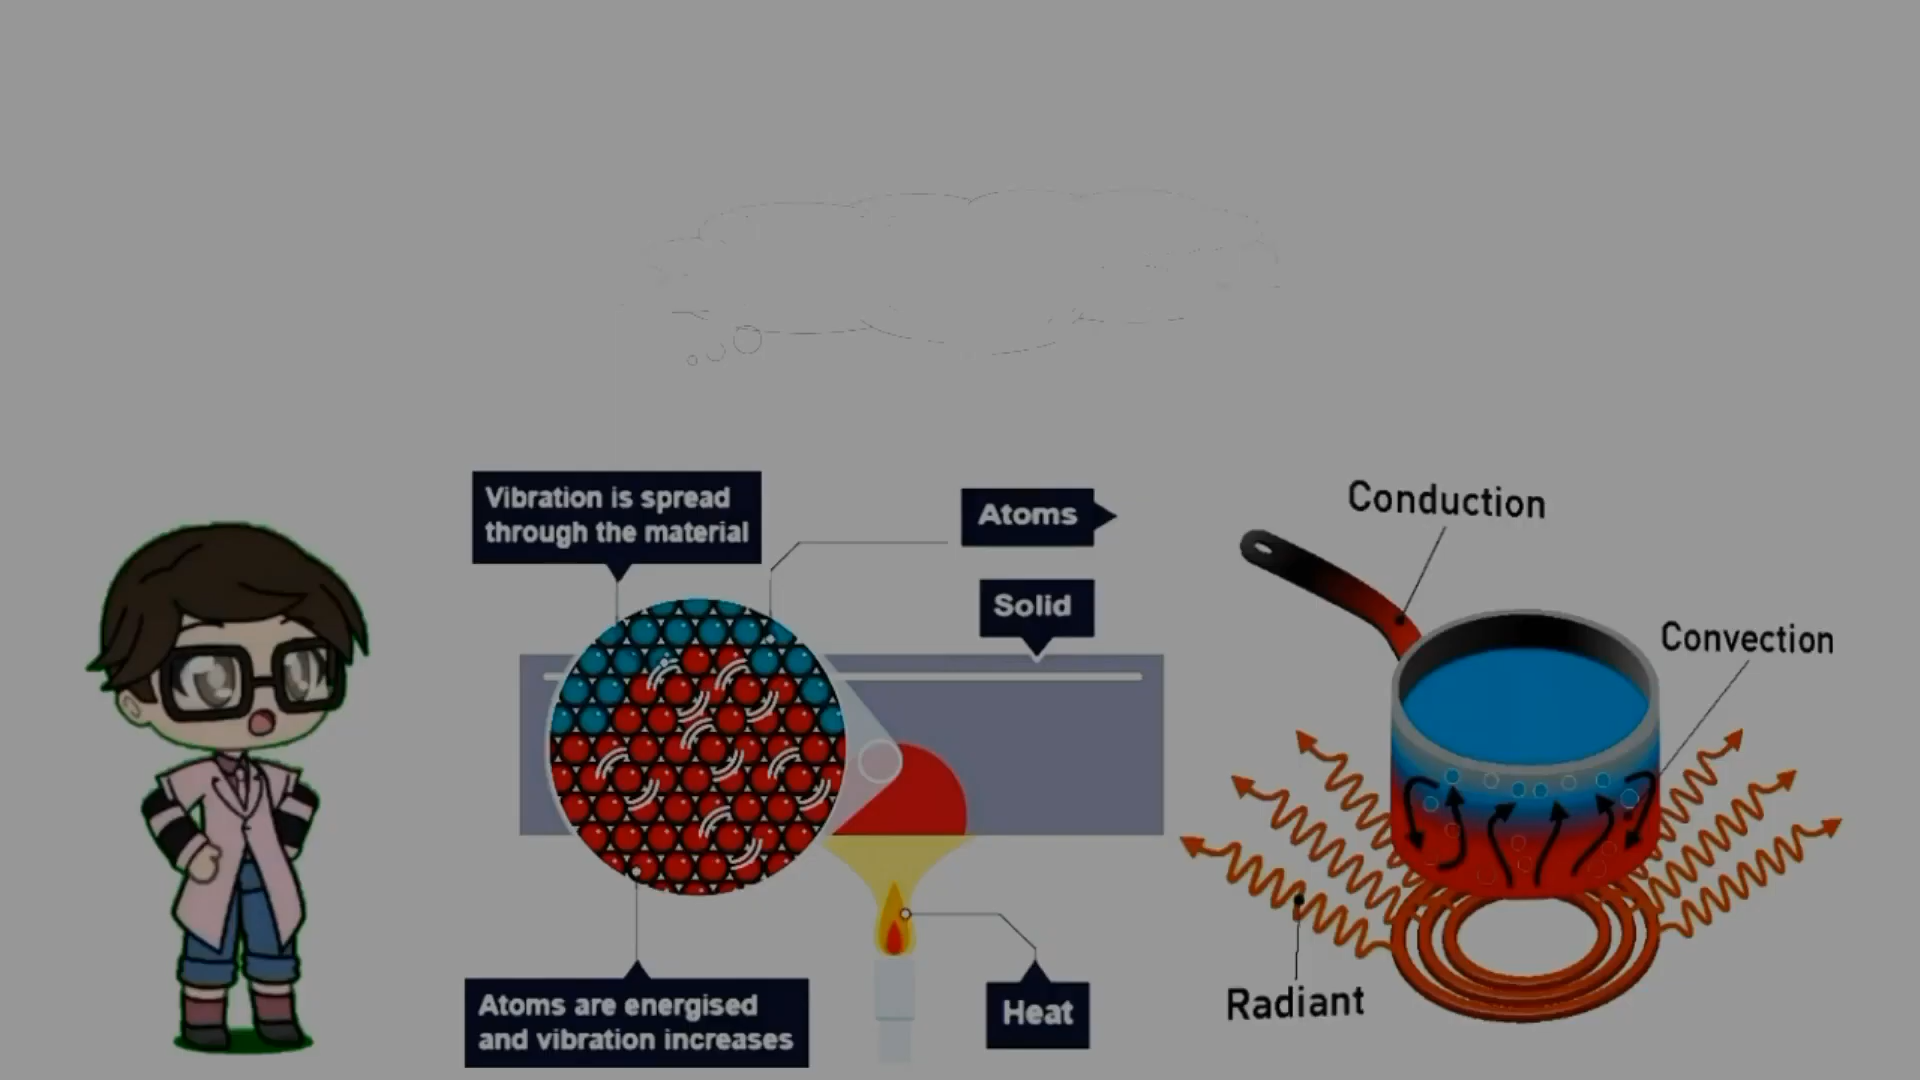 Vibration is spread
through the material
Atoms
Solid
Atoms are energised
and vibration increases
Heat
Conduction
Convection
Radiant